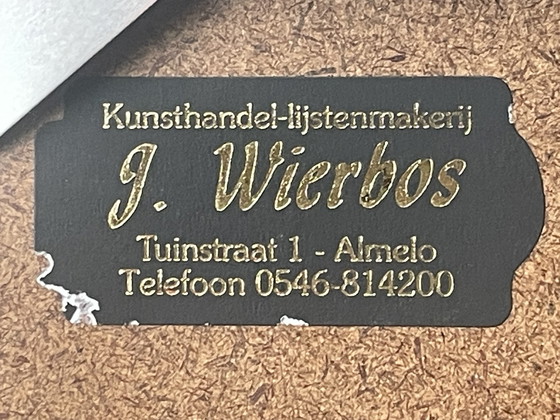 Kunsthandel-lijstenmakerij
J. Wierbos
Tuinstraat 1 - Almelo
Telefoon 0546-814200